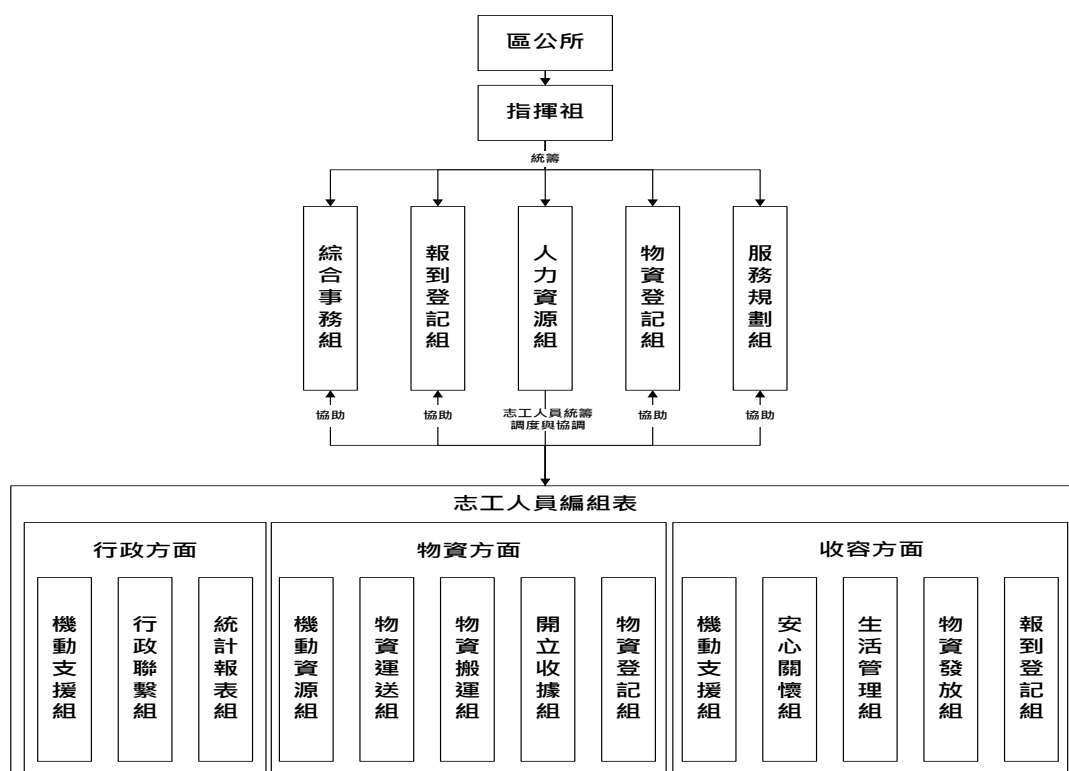 區公所
指揮祖
統籌
綜合事務組
報到登記組
人力資源組
物資登記組
服務規劃組
協助
協助
志工人員統籌
調度與協調
協助
協助
志工人員編組表
行政方面
物資方面
收容方面
機動支援組
行政聯繫組
統計報表組
機動資源組
物資運送組
物資搬運組
開立收據組
物資登記組
機動支援組
安心關懷組
生活管理組
物資發放組
報到登記組